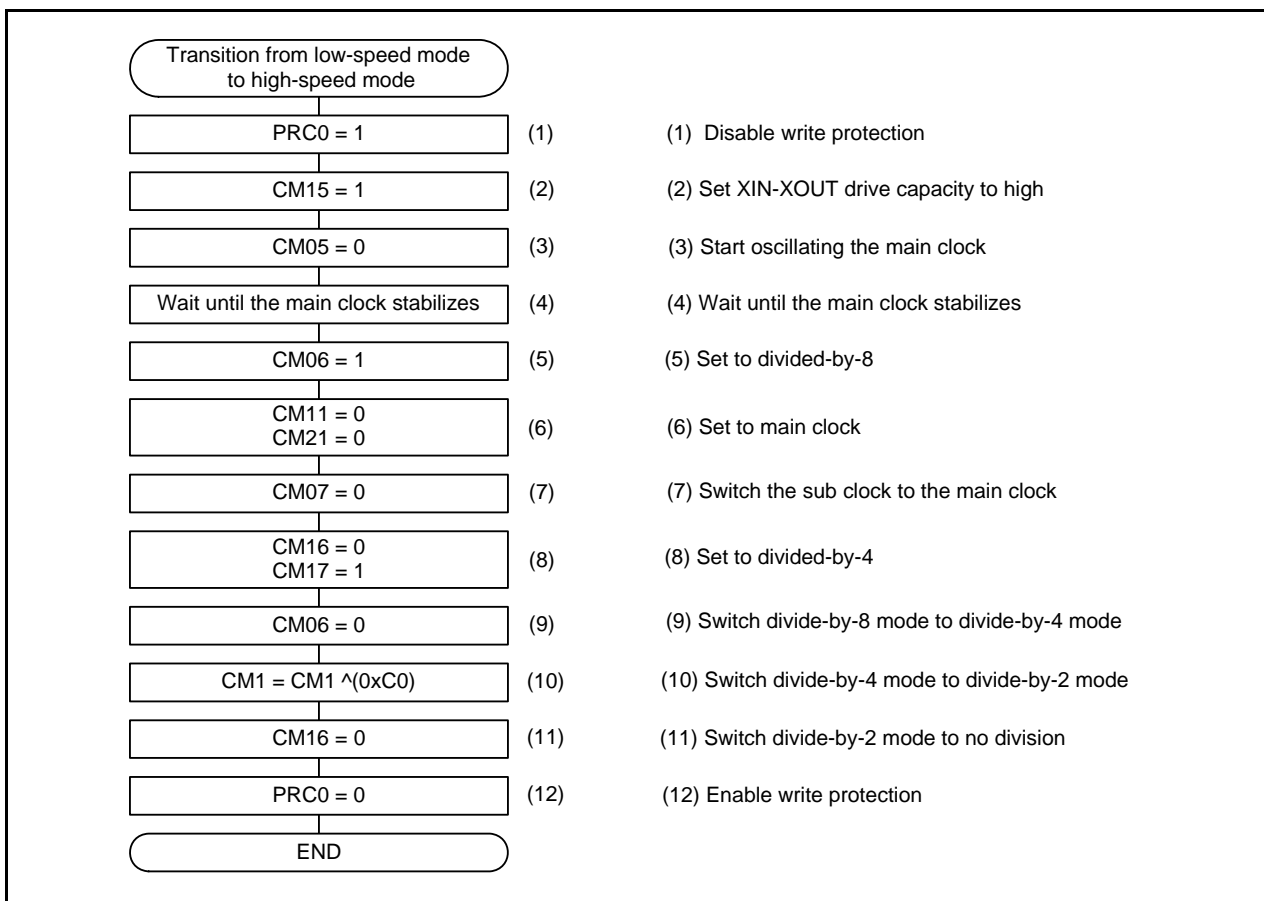 Transition from low-speed mode
to high-speed mode
PRC0 = 1 (1) (1) Disable write protection
CM15 = 1 (2) (2) Set XIN-XOUT drive capacity to high
CM05 = 0 (3) (3) Start oscillating the main clock
Wait until the main clock stabilizes (4) (4) Wait until the main clock stabilizes
CM06 = 1 (5) (5) Set to divided-by-8
CM11 = 0
CM21 = 0
(6) (6) Set to main clock
CM07 = 0 (7) (7) Switch the sub clock to the main clock
CM16 = 0
CM17 = 1
(8) (8) Set to divided-by-4
CM06 = 0 (9) (9) Switch divide-by-8 mode to divide-by-4 mode
CM1 = CM1 ^(0xC0) (10) (10) Switch divide-by-4 mode to divide-by-2 mode
CM16 = 0 (11) (11) Switch divide-by-2 mode to no division
PRC0 = 0 (12) (12) Enable write protection
END